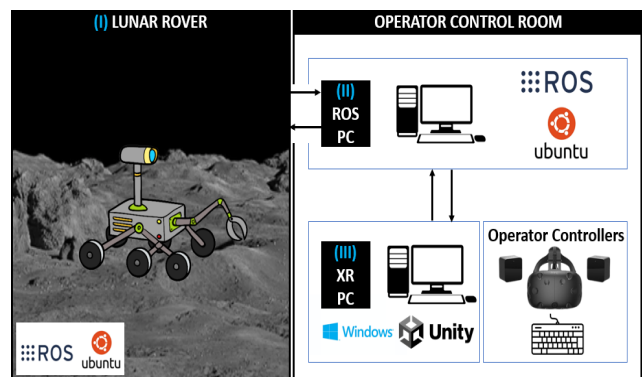 (I) LUNAR ROVER
ROS
ubuntu
OPERATOR CONTROL ROOM
(II)
ROS
PC
ROS
ubuntu
(III)
XR
PC
Windows
Unity
Operator Controllers